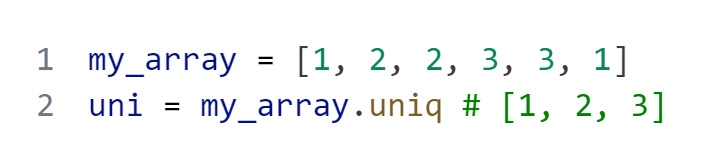 1 my_array = [1, 2, 2, 3, 3, 1]
2 uni = my_array.uniq # [1, 2, 3]